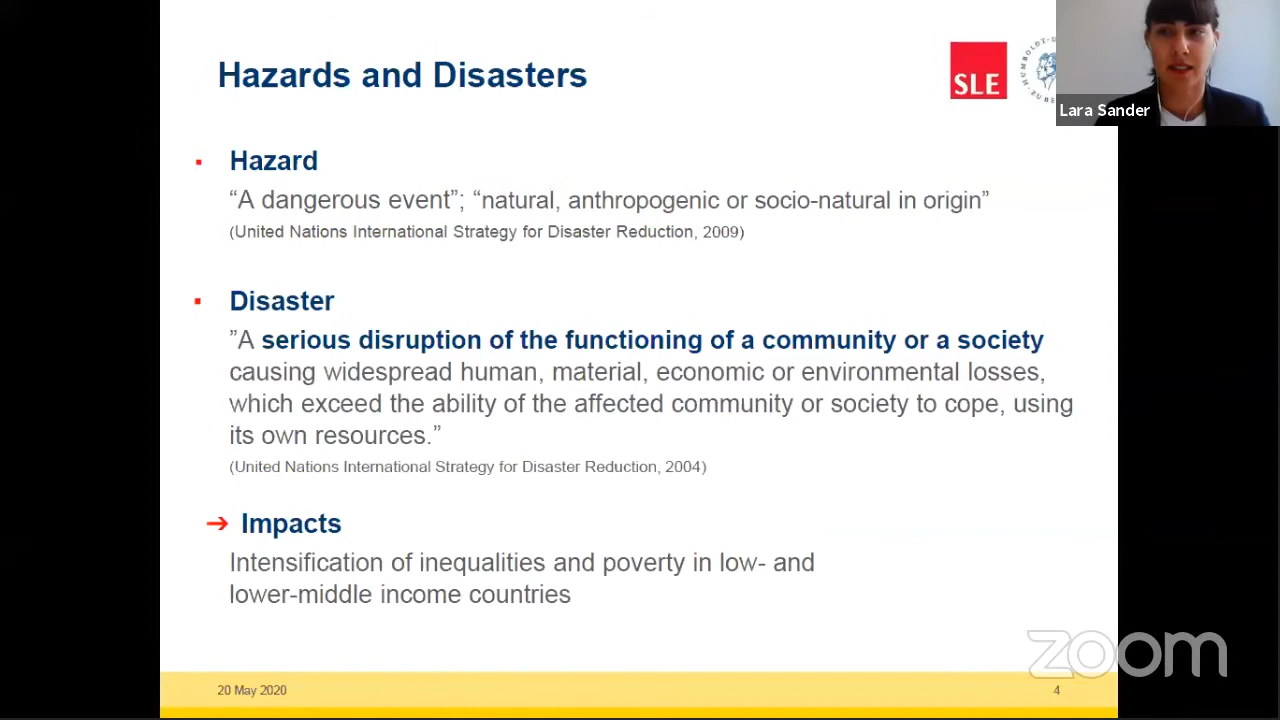 Hazards and Disasters
SLE
HUMBOLDT-U
ZU BE
Lara Sander
▪ Hazard
“A dangerous event”; “natural, anthropogenic or socio-natural in origin”
(United Nations International Strategy for Disaster Reduction, 2009)
▪ Disaster
”A serious disruption of the functioning of a community or a society
causing widespread human, material, economic or environmental losses,
which exceed the ability of the affected community or society to cope, using
its own resources.”
(United Nations International Strategy for Disaster Reduction, 2004)
➔ Impacts
Intensification of inequalities and poverty in low- and
lower-middle income countries
zoom
20 May 2020
4